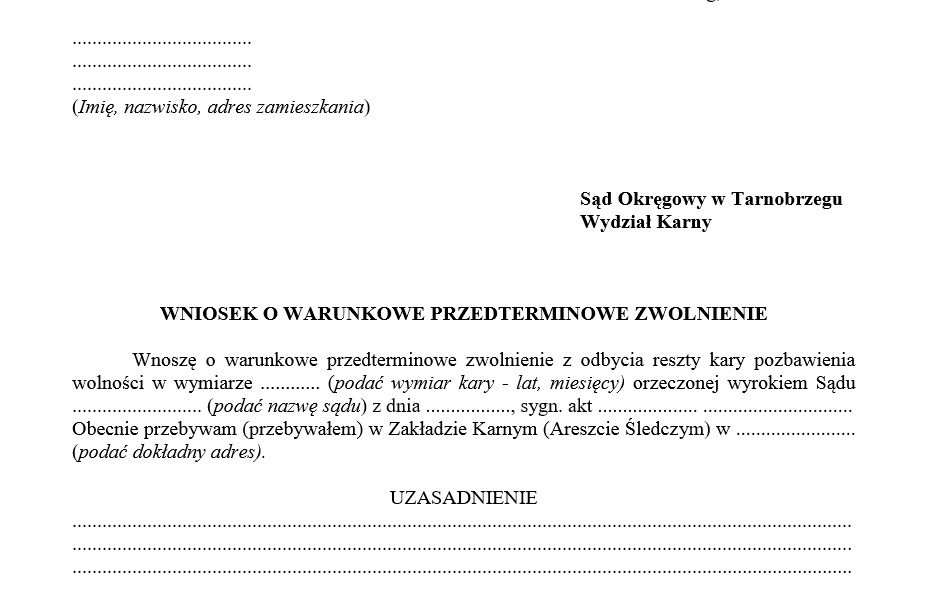 ....................................
....................................
....................................
(Imię, nazwisko, adres zamieszkania)
Sąd Okręgowy w Tarnobrzegu
Wydział Karny
WNIOSEK O WARUNKOWE PRZEDTERMINOWE ZWOLNIENIE
Wnoszę o warunkowe przedterminowe zwolnienie z odbycia reszty kary pozbawienia
wolności w wymiarze ............ (podać wymiar kary - lat, miesięcy) orzeczonej wyrokiem Sądu
.......................... (podać nazwę sądu) z dnia ................., sygn. akt .................... ..............................
Obecnie przebywam (przebywałem) w Zakładzie Karnym (Areszcie Śledczym) w ........................
(podać dokładny adres).
UZASADNIENIE
............................................................................................................................................................
............................................................................................................................................................
............................................................................................................................................................